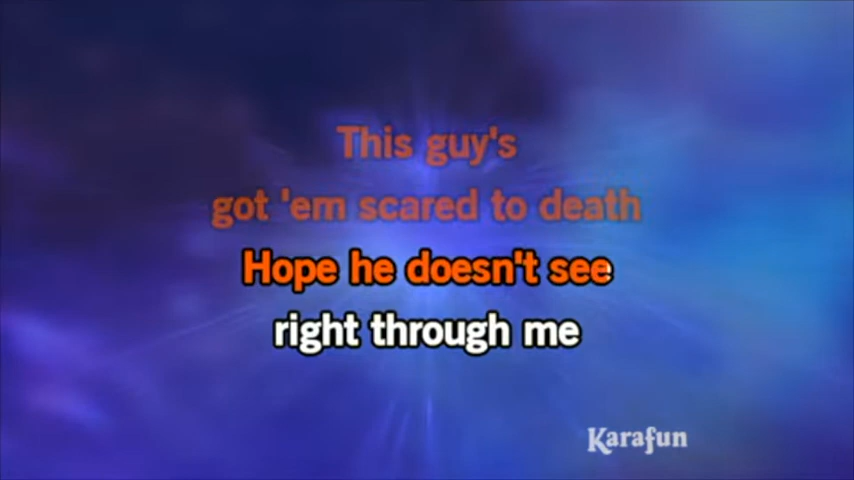 This guy's
got 'em scared to death
Hope he doesn't see
right through me
Karafun